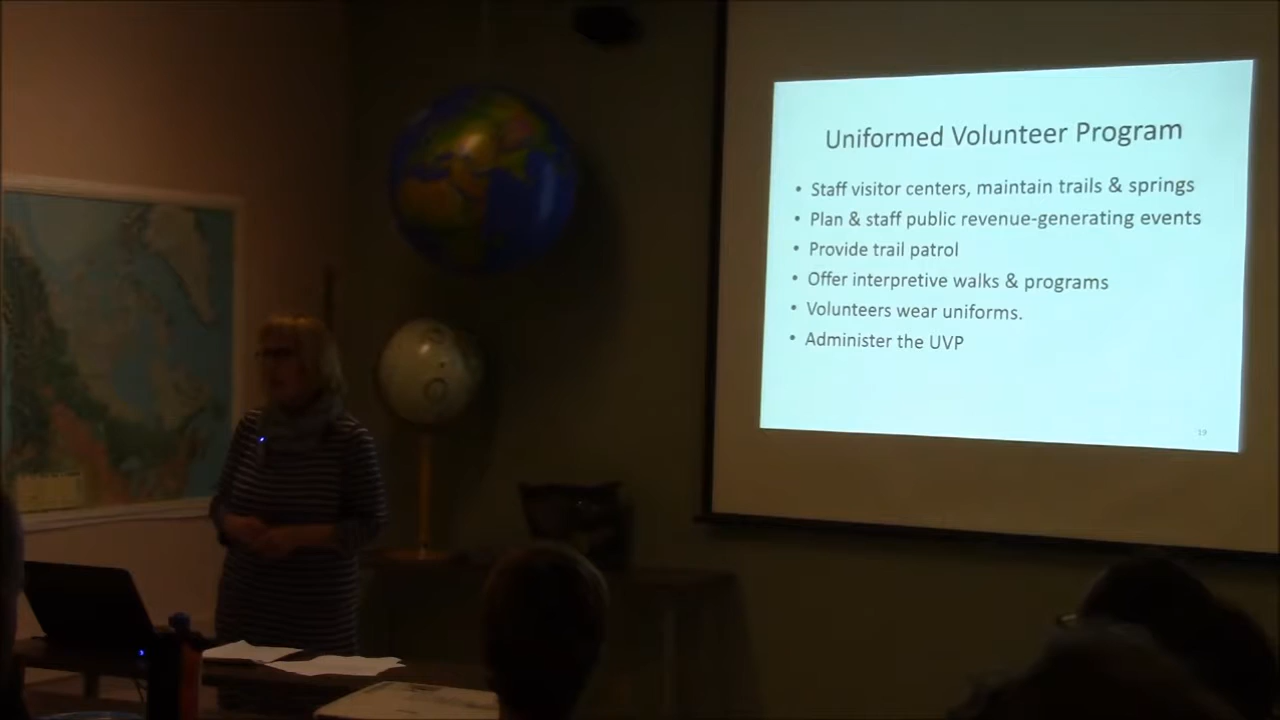 Uniformed Volunteer Program
• Staff visitor centers, maintain trails & springs
• Plan & staff public revenue-generating events
• Provide trail patrol
• Offer interpretive walks & programs
• Volunteers wear uniforms.
• Administer the UVP
19